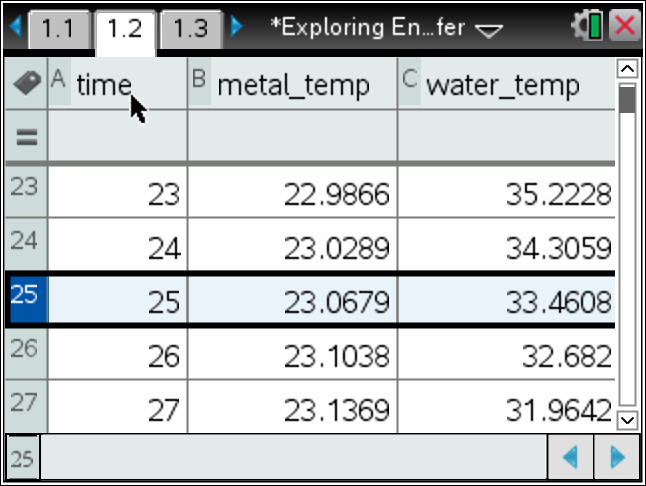 1.1 1.2 1.3 *Exploring En…fer
A time B metal_temp C water_temp
=
23 23 22.9866 35.2228
24 24 23.0289 34.3059
25 25 23.0679 33.4608
26 26 23.1038 32.682
27 27 23.1369 31.9642
25